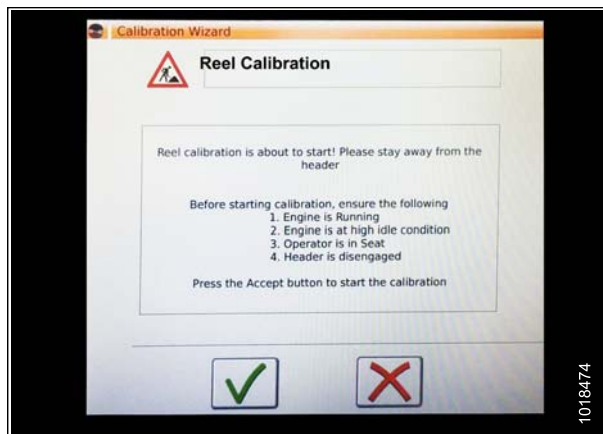 Calibration Wizard
Reel Calibration
Reel calibration is about to start! Please stay away from the
header
Before starting calibration, ensure the following
1. Engine is Running
2. Engine is at high idle condition
3. Operator is in Seat
4. Header is disengaged
Press the Accept button to start the calibration
1018474